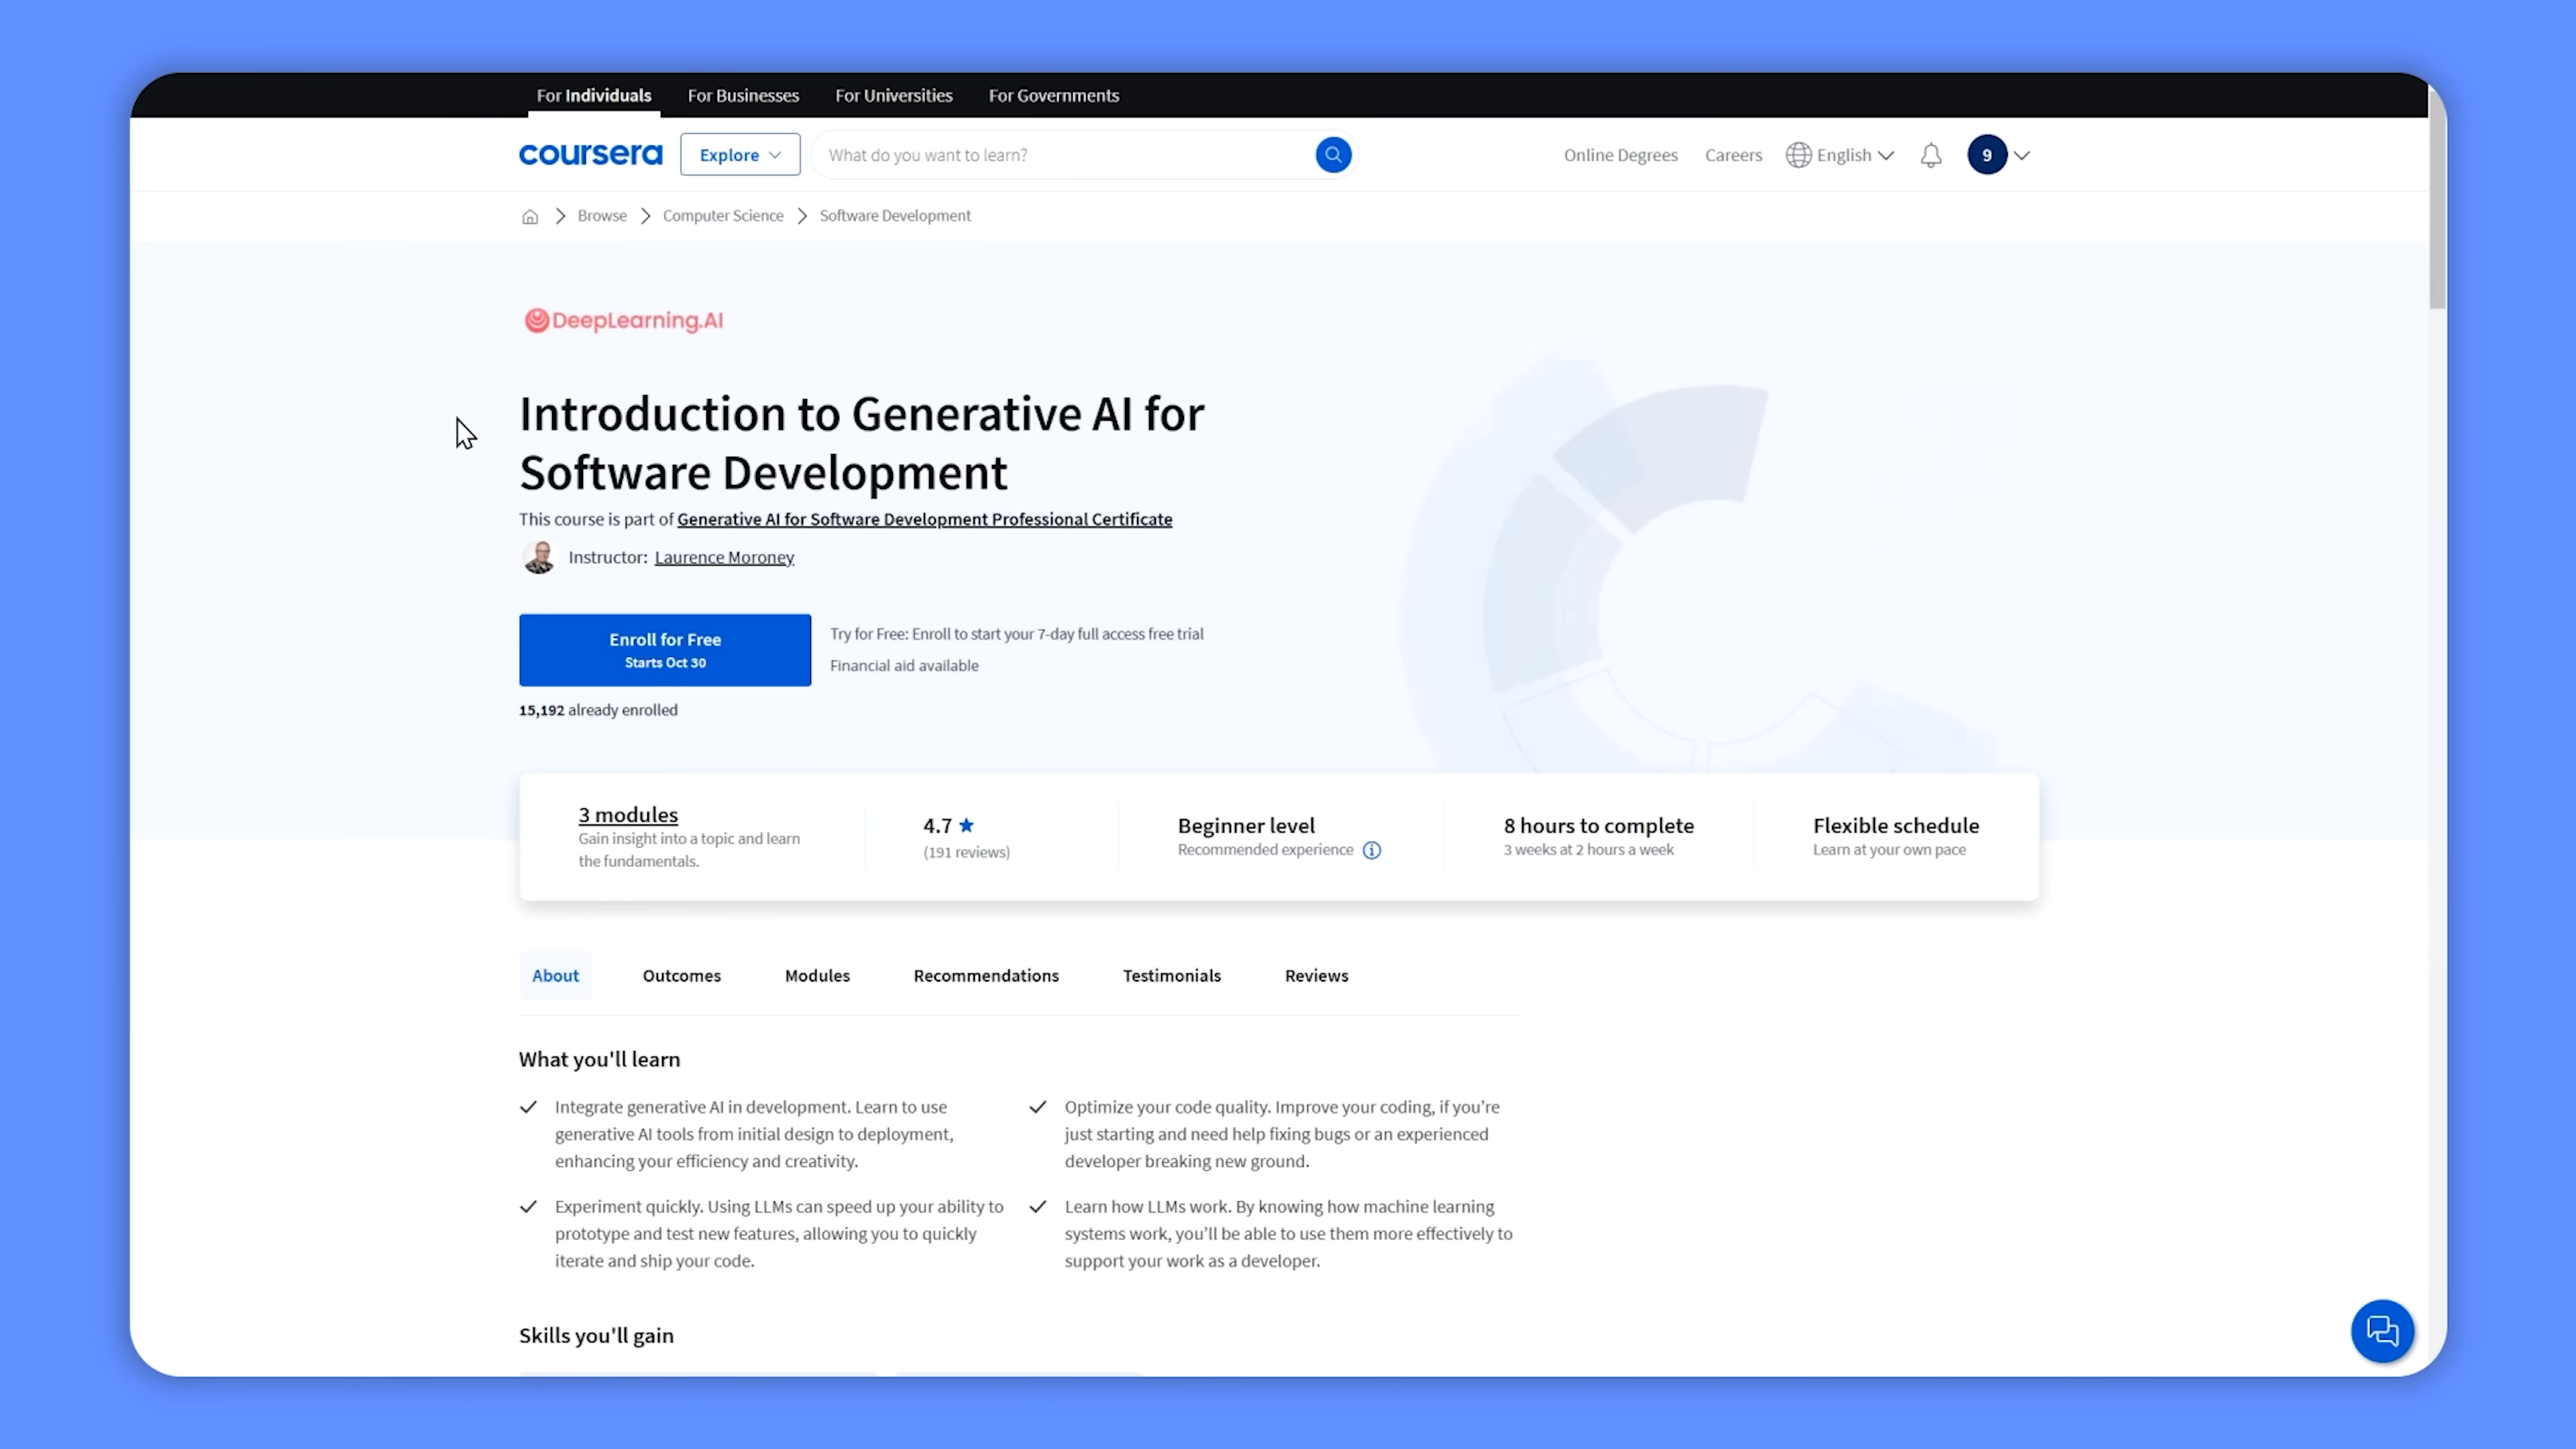 For Individuals
For Businesses
For Universities
For Governments
coursera
Explore
What do you want to learn?
Online Degrees
Careers
English
9
Browse
Computer Science
Software Development
DeepLearning.AI
Introduction to Generative AI for
Software Development
This course is part of Generative AI for Software Development Professional Certificate
Instructor: Laurence Moroney
Enroll for Free
Starts Oct 30
Try for Free: Enroll to start your 7-day full access free trial
Financial aid available
15,192 already enrolled
3 modules
Gain insight into a topic and learn
the fundamentals.
4.7 ★
(191 reviews)
Beginner level
Recommended experience
8 hours to complete
3 weeks at 2 hours a week
Flexible schedule
Learn at your own pace
About
Outcomes
Modules
Recommendations
Testimonials
Reviews
What you'll learn
Integrate generative AI in development. Learn to use
generative AI tools from initial design to deployment,
enhancing your efficiency and creativity.
Optimize your code quality. Improve your coding, if you're
just starting and need help fixing bugs or an experienced
developer breaking new ground.
Experiment quickly. Using LLMs can speed up your ability to
prototype and test new features, allowing you to quickly
iterate and ship your code.
Learn how LLMs work. By knowing how machine learning
systems work, you'll be able to use them more effectively to
support your work as a developer.
Skills you'll gain